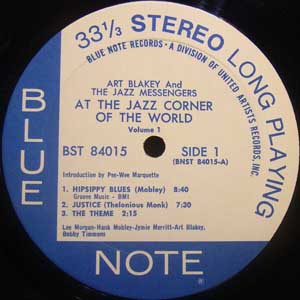 33⅓ STEREO LONG PLAYING
BLUE NOTE RECORDS • A DIVISION OF UNITED ARTISTS RECORDS, INC.
ART BLAKEY And
THE JAZZ MESSENGERS
AT THE JAZZ CORNER
OF THE WORLD
Volume 1
BST 84015
SIDE 1
(BNST 84015-A)
Introduction by Pee-Wee Marquette
1. HIPSIPPY BLUES (Mobley) 8:40
Groove Music - BMI
2. JUSTICE (Thelonious Monk) 7:30
3. THE THEME 2:15
Lee Morgan-Hank Mobley-Jymie Merritt-Art Blakey,
Bobby Timmons
BLUE
NOTE
®